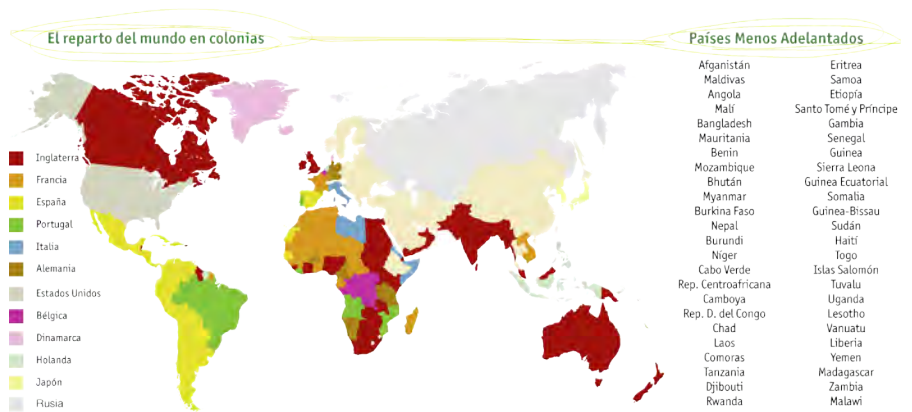 El reparto del mundo en colonias
Inglaterra
Francia
España
Portugal
Italia
Alemania
Estados Unidos
Bélgica
Dinamarca
Holanda
Japón
Rusia
Países Menos Adelantados
Afganistán Eritrea
Maldivas Samoa
Angola Etiopía
Malí Santo Tomé y Príncipe
Bangladesh Gambia
Mauritania Senegal
Benin Guinea
Mozambique Sierra Leona
Bhután Guinea Ecuatorial
Myanmar Somalia
Burkina Faso Guinea-Bissau
Nepal Sudán
Burundi Haití
Níger Togo
Cabo Verde Islas Salomón
Rep. Centroafricana Tuvalu
Camboya Uganda
Rep. D. del Congo Lesotho
Chad Vanuatu
Laos Liberia
Comoras Yemen
Tanzania Madagascar
Djibouti Zambia
Rwanda Malawi